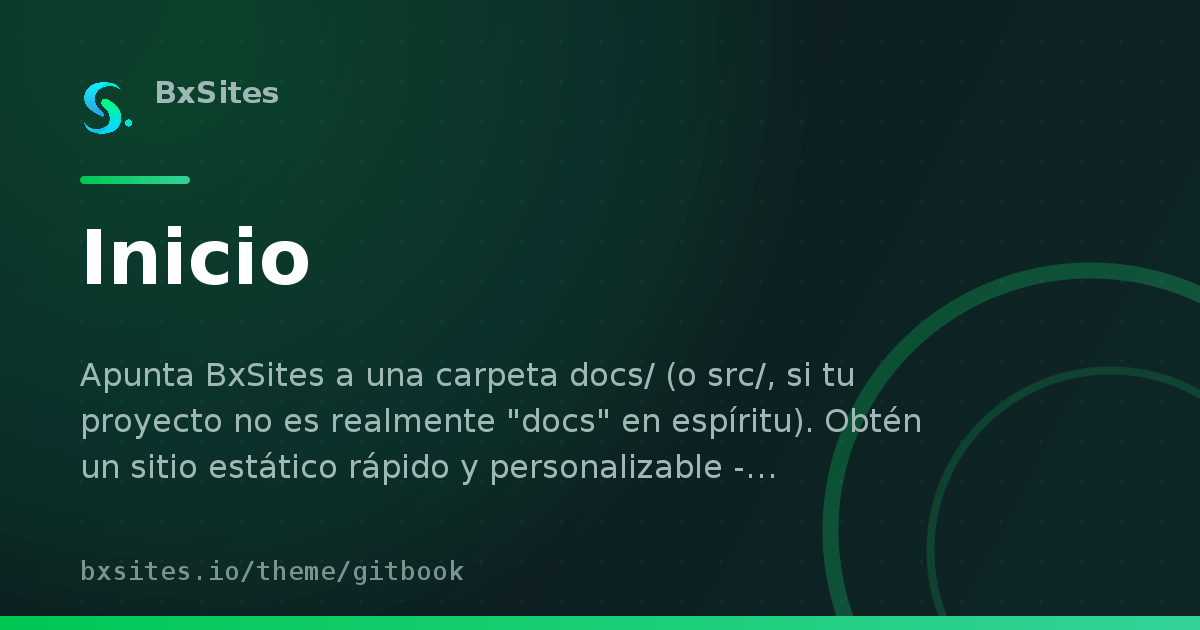 BxSites
Inicio
Apunta BxSites a una carpeta docs/ (o src/, si tu
proyecto no es realmente "docs" en espíritu). Obtén
un sitio estático rápido y personalizable -...
bxsites.io/theme/gitbook